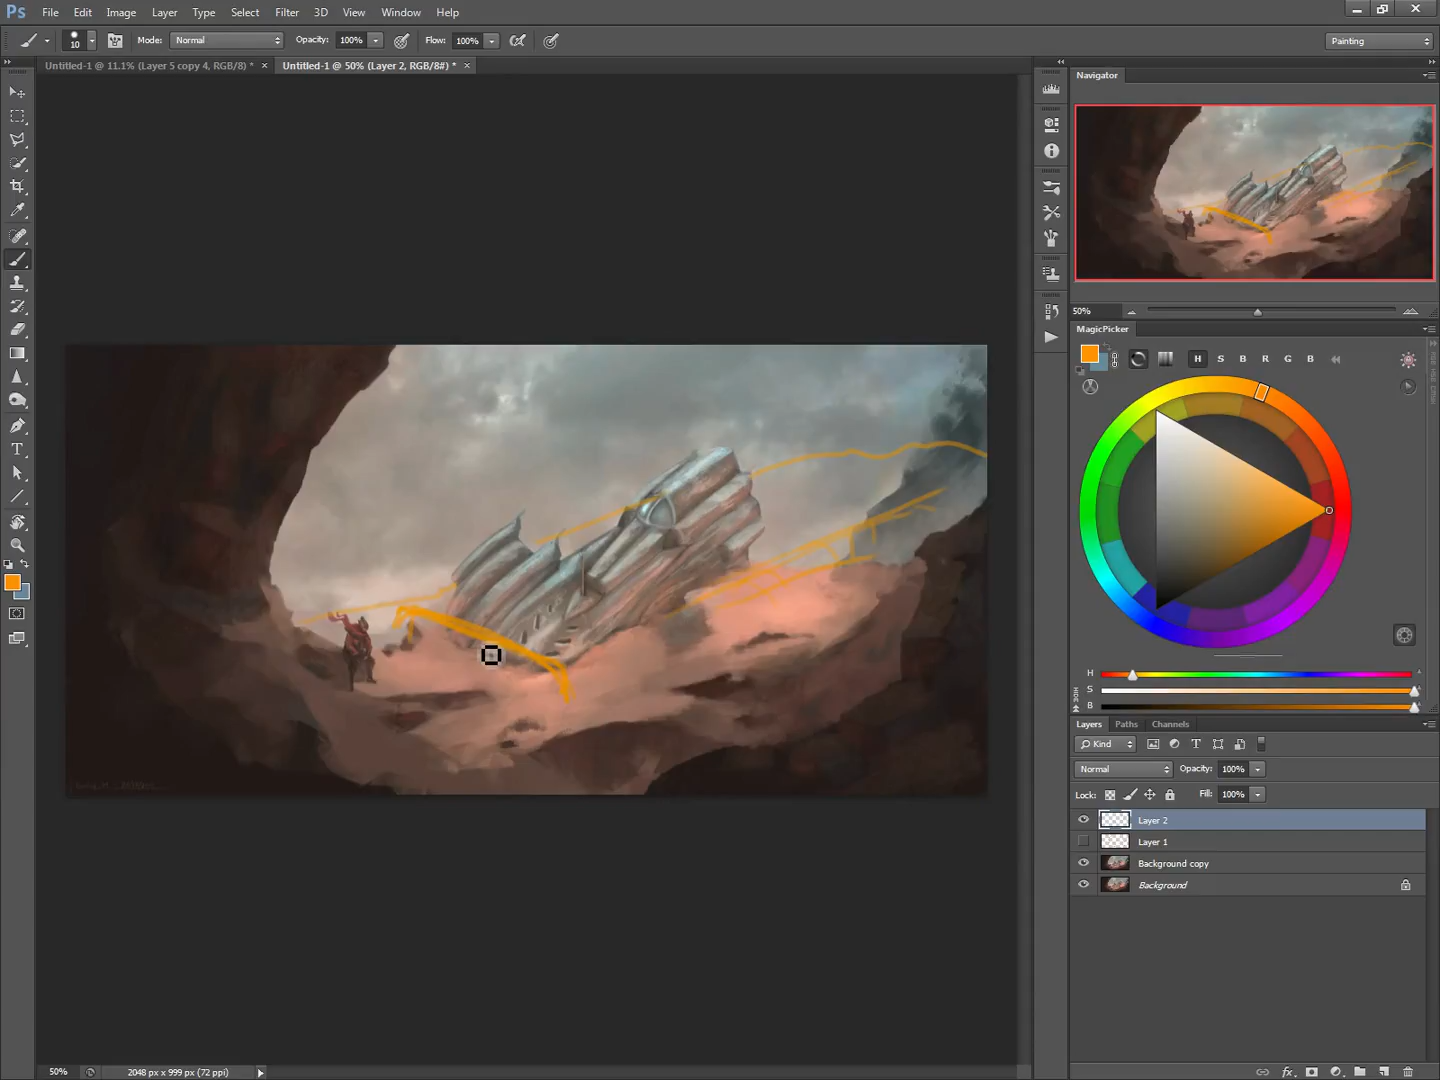 Ps File Edit Image Layer Type Select Filter 3D View Window Help
10 Mode: Normal Opacity: 100% Flow: 100% Painting
Untitled-1 @ 11.1% (Layer 5 copy 4, RGB/8) * × Untitled-1 @ 50% (Layer 2, RGB/8#) * ×
Navigator
50%
MagicPicker
H S B R G B
H
S
B
Layers Paths Channels
Kind
Normal Opacity: 100%
Lock: Fill: 100%
Layer 2
Layer 1
Background copy
Background
50% 2048 px x 999 px (72 ppi)